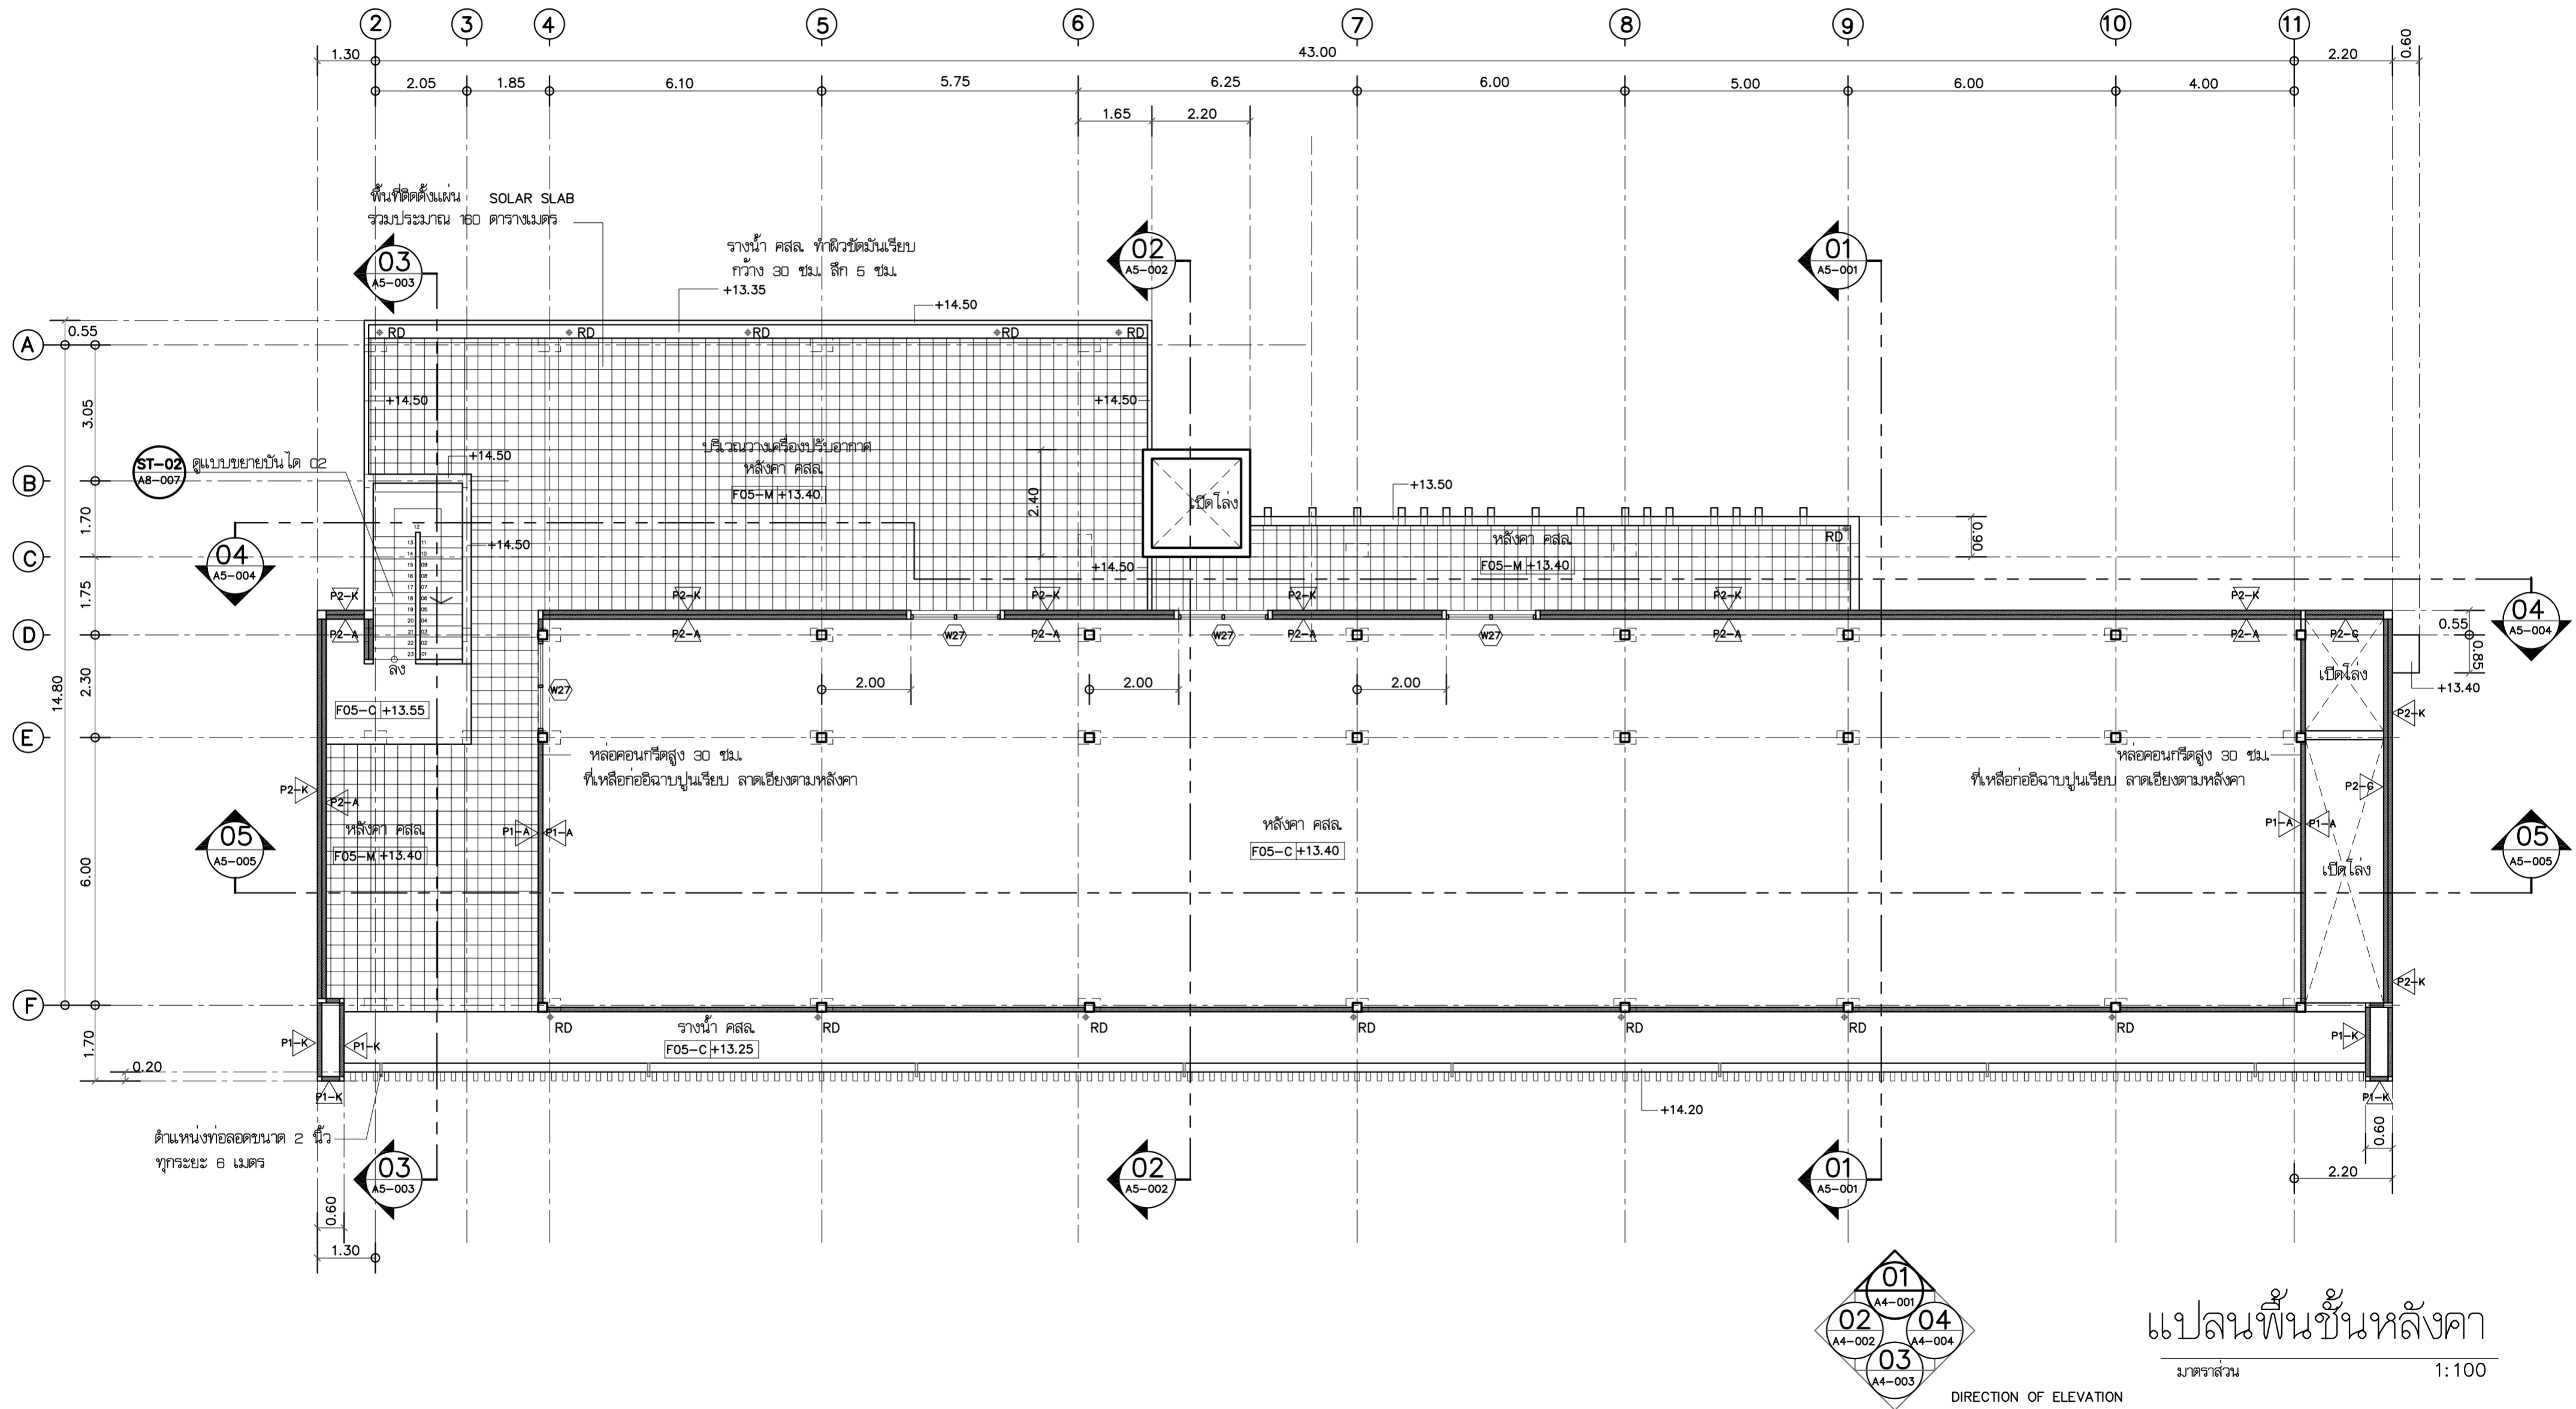 2 3 4 5 6 7 8 9 10 11
1.30 43.00 2.20 0.60
2.05 1.85 6.10 5.75 6.25 6.00 5.00 6.00 4.00
1.65 2.20
พื้นที่ติดตั้งแผ่น SOLAR SLAB
รวมประมาณ 160 ตารางเมตร
รางน้ำ คสล. ทำผิวขัดมันเรียบ
กว้าง 30 ซม. ลึก 5 ซม.
03
A5-003
02
A5-002
01
A5-001
+13.35
+14.50
RD RD RD RD RD
A
0.55
3.05
+14.50
+14.50
ST-02
A8-007
ดูแบบขยายบันได 02
+14.50
บริเวณวางเครื่องปรับอากาศ
หลังคา คสล.
F05-M +13.40
2.40
เปิดโล่ง
+13.50
B
1.70
04
A5-004
+14.50
12
13 11
14 10
15 09
16 08
17 07
18 06
19 05
20 04
21 03
22 02
23 01
หลังคา คสล.
F05-M +13.40
RD
0.90
C
+14.50
1.75
P2-K P2-K P2-K P2-K P2-K P2-K
P2-A P2-A P2-A P2-A P2-A P2-A P2-G
W27 W27 W27
04
A5-004
D
0.55
0.85
ลง
14.80
2.30
W27
2.00 2.00 2.00
เปิดโล่ง
+13.40
F05-C +13.55
P2-K
E
หล่อคอนกรีตสูง 30 ซม.
ที่เหลือก่ออิฐฉาบปูนเรียบ ลาดเอียงตามหลังคา
หล่อคอนกรีตสูง 30 ซม.
ที่เหลือก่ออิฐฉาบปูนเรียบ ลาดเอียงตามหลังคา
P2-K P2-A
P2-G
หลังคา คสล.
F05-M +13.40
P1-A P1-A
หลังคา คสล.
F05-C +13.40
P1-A P1-A
05
A5-005
05
A5-005
6.00
เปิดโล่ง
P2-K
F
RD RD RD RD RD RD RD
รางน้ำ คสล.
F05-C +13.25
P1-K P1-K
P1-K
1.70
0.20
P1-K
P1-K
+14.20
ตำแหน่งท่อลอดขนาด 2 นิ้ว
ทุกระยะ 6 เมตร
03
A5-003
02
A5-002
01
A5-001
0.60
1.30
0.60
2.20
01
A4-001
02
A4-002
04
A4-004
03
A4-003
DIRECTION OF ELEVATION
แปลนพื้นชั้นหลังคา
มาตราส่วน 1:100